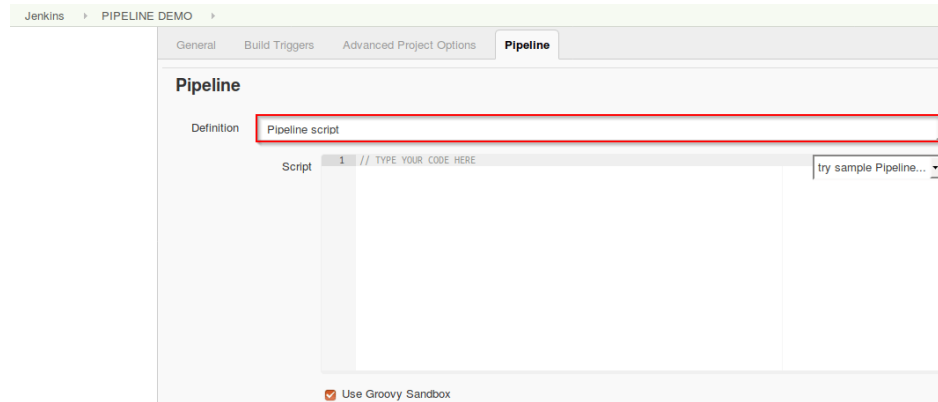 Jenkins PIPELINE DEMO
General Build Triggers Advanced Project Options Pipeline
Pipeline
Definition Pipeline script
Script 1 // TYPE YOUR CODE HERE try sample Pipeline...
Use Groovy Sandbox